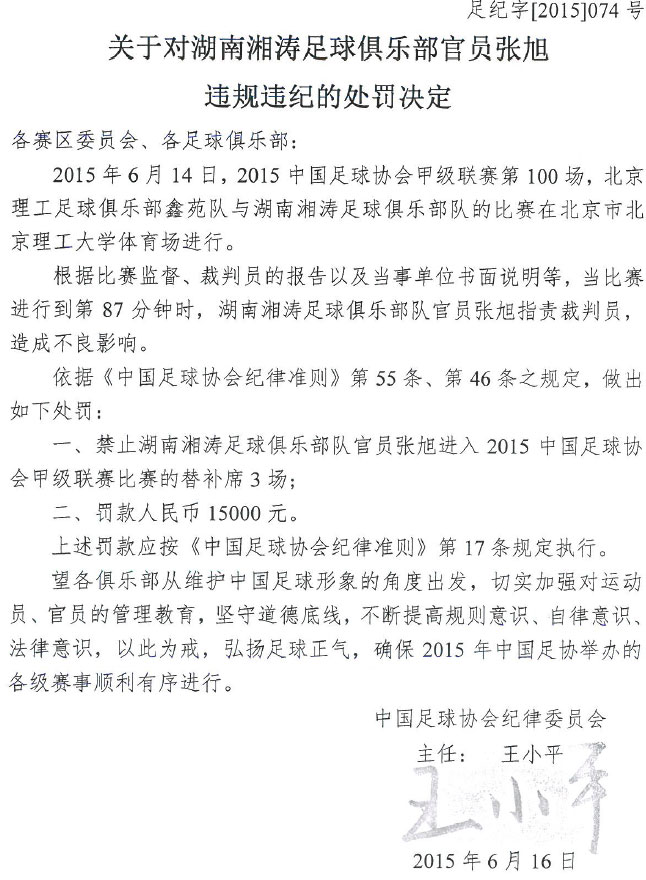 足纪字[2015]074 号
关于对湖南湘涛足球俱乐部官员张旭
违规违纪的处罚决定
各赛区委员会、各足球俱乐部：
2015 年 6 月 14 日，2015 中国足球协会甲级联赛第 100 场，北京
理工足球俱乐部鑫苑队与湖南湘涛足球俱乐部队的比赛在北京市北
京理工大学体育场进行。
根据比赛监督、裁判员的报告以及当事单位书面说明等，当比赛
进行到第 87 分钟时，湖南湘涛足球俱乐部队官员张旭指责裁判员，
造成不良影响。
依据《中国足球协会纪律准则》第 55 条、第 46 条之规定，做出
如下处罚：
一、禁止湖南湘涛足球俱乐部队官员张旭进入 2015 中国足球协
会甲级联赛比赛的替补席 3 场；
二、罚款人民币 15000 元。
上述罚款应按《中国足球协会纪律准则》第 17 条规定执行。
望各俱乐部从维护中国足球形象的角度出发，切实加强对运动
员、官员的管理教育，坚守道德底线，不断提高规则意识、自律意识、
法律意识，以此为戒，弘扬足球正气，确保 2015 年中国足协举办的
各级赛事顺利有序进行。
中国足球协会纪律委员会
主任： 王小平
王小平
2015 年 6 月 16 日